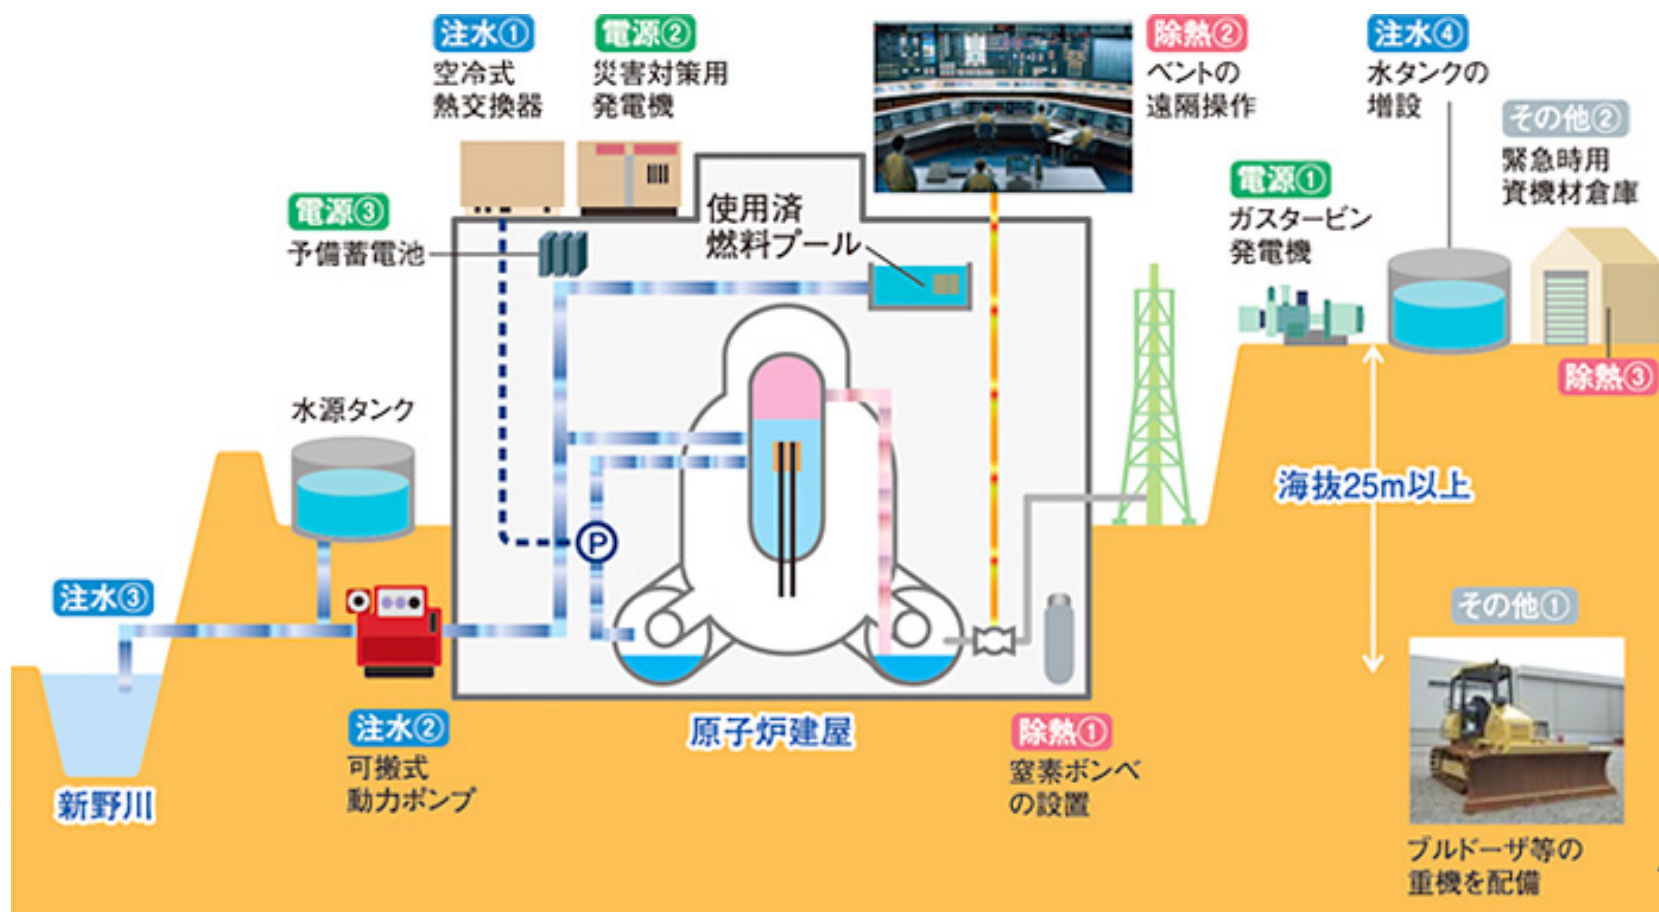 注水①
空冷式
熱交換器
電源②
災害対策用
発電機
除熱②
ベントの
遠隔操作
注水④
水タンクの
増設
その他②
緊急時用
資機材倉庫
電源③
予備蓄電池
使用済
燃料プール
電源①
ガスタービン
発電機
除熱③
水源タンク
海抜25m以上
P
注水③
その他①
注水②
可搬式
動力ポンプ
原子炉建屋
除熱①
窒素ボンベ
の設置
新野川
ブルドーザ等の
重機を配備